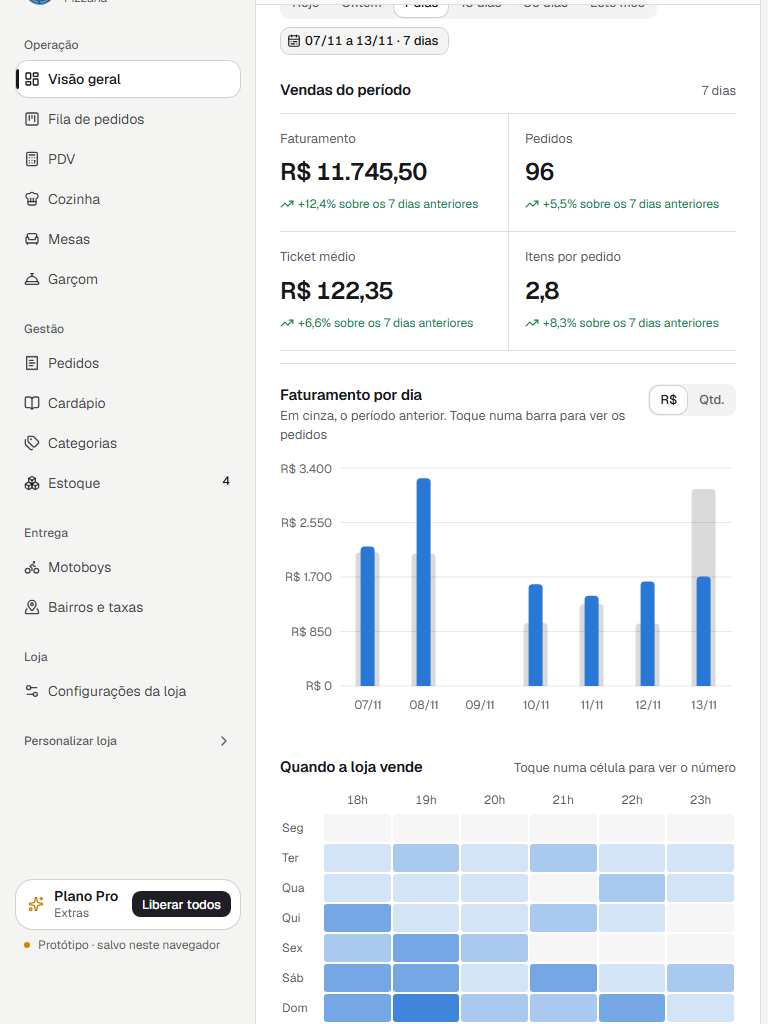 Operação
Visão geral
Fila de pedidos
PDV
Cozinha
Mesas
Garçom
Gestão
Pedidos
Cardápio
Categorias
Estoque 4
Entrega
Motoboys
Bairros e taxas
Loja
Configurações da loja
Personalizar loja
Plano Pro
Extras
Liberar todos
Protótipo · salvo neste navegador
07/11 a 13/11 · 7 dias
Vendas do período 7 dias
Faturamento
R$ 11.745,50
+12,4% sobre os 7 dias anteriores
Pedidos
96
+5,5% sobre os 7 dias anteriores
Ticket médio
R$ 122,35
+6,6% sobre os 7 dias anteriores
Itens por pedido
2,8
+8,3% sobre os 7 dias anteriores
Faturamento por dia
Em cinza, o período anterior. Toque numa barra para ver os
pedidos
R$ Qtd.
R$ 3.400
R$ 2.550
R$ 1.700
R$ 850
R$ 0
07/11 08/11 09/11 10/11 11/11 12/11 13/11
Quando a loja vende Toque numa célula para ver o número
18h 19h 20h 21h 22h 23h
Seg
Ter
Qua
Qui
Sex
Sáb
Dom